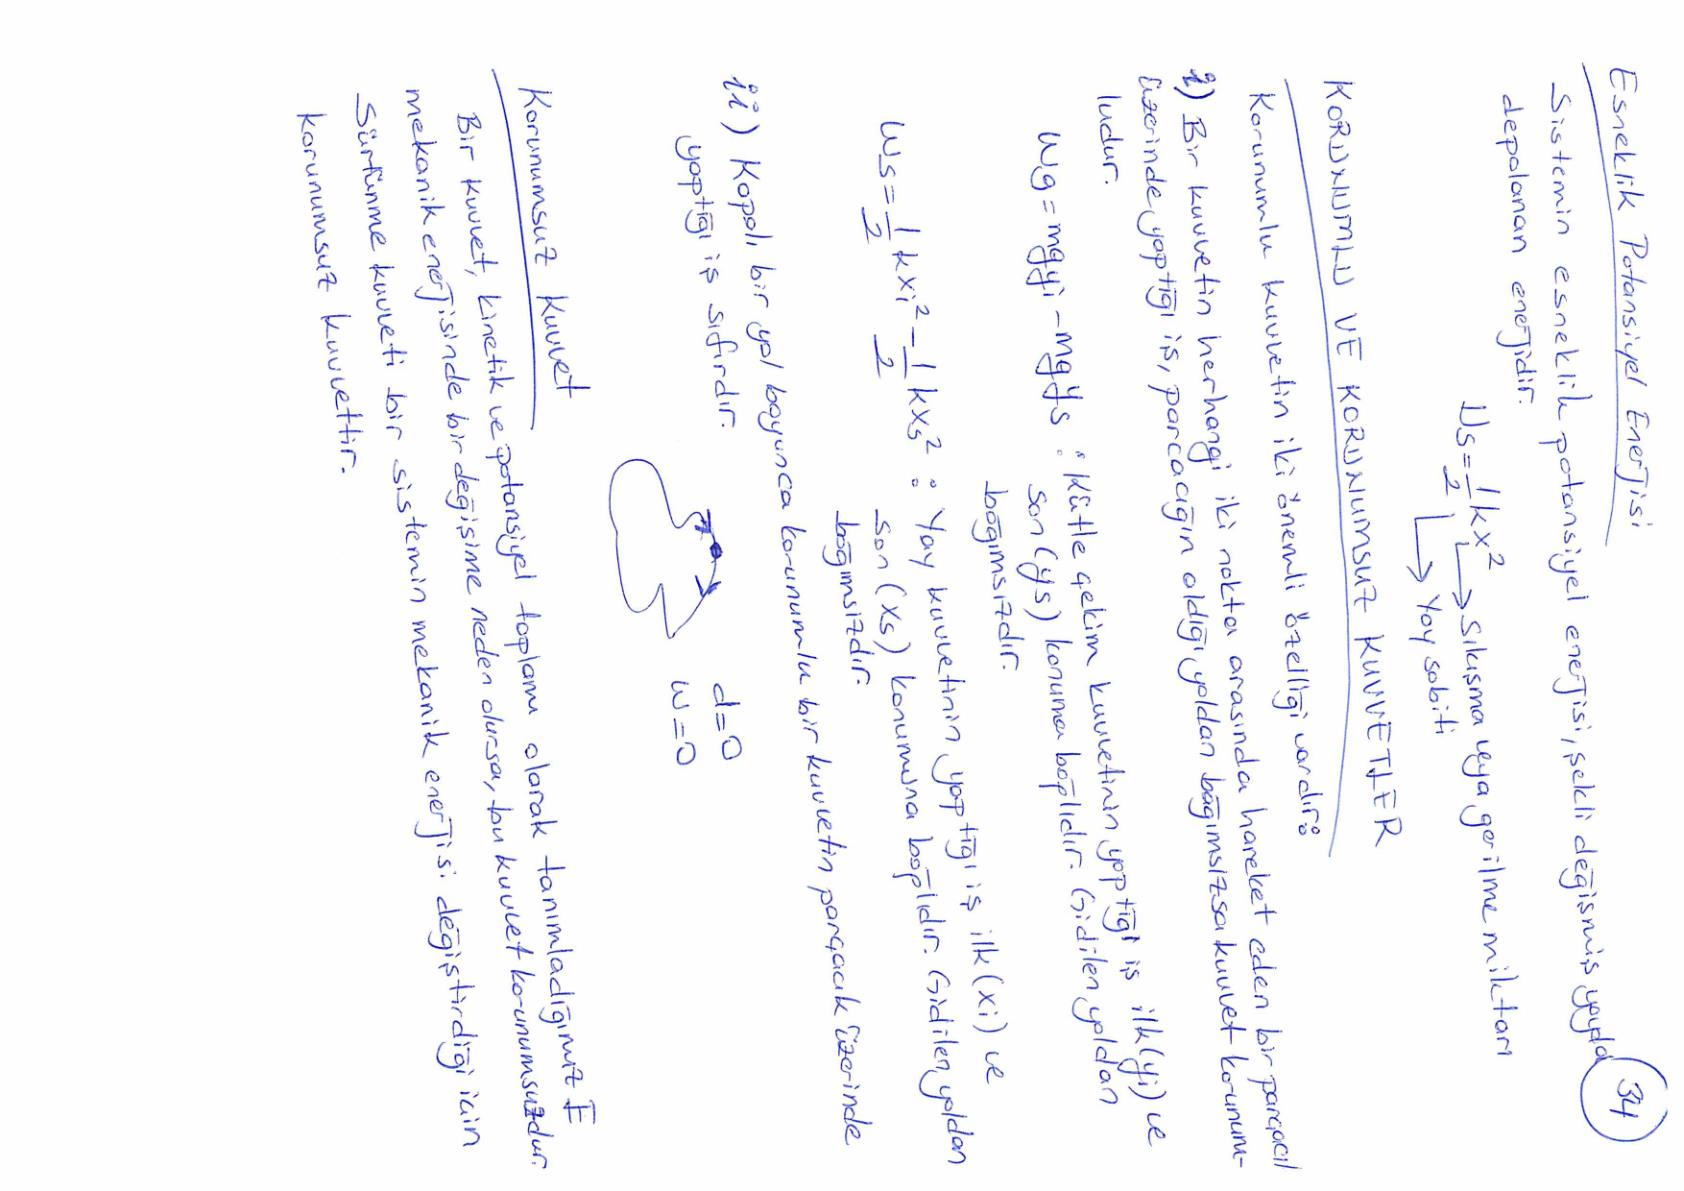 34
Esneklik Potansiyel Enerjisi
Sistemin esneklik potansiyel enerjisi, şekli değişmiş yayda
depolanan enerjidir.
Us = 1/2 kx²
→ Sıkışma veya gerilme miktarı
→ Yay sabiti
KORUNUMLU VE KORUNUMSUZ KUVVETLER
Korunumlu kuvvetin iki önemli özelliği vardır:
i) Bir kuvvetin herhangi iki nokta arasında hareket eden bir parçacık
üzerinde yaptığı iş, parçacığın aldığı yoldan bağımsızsa kuvvet korunum-
ludur.
Wg = mgyi - mgys : Kütle çekim kuvvetinin yaptığı iş ilk (yi) ve
son (ys) konuma bağlıdır. Gidilen yoldan
bağımsızdır.
Ws = 1/2 kxi² - 1/2 kxs² : Yay kuvvetinin yaptığı iş ilk (xi) ve
son (xs) konumuna bağlıdır. Gidilen yoldan
bağımsızdır.
ii) Kapalı bir yol boyunca korunumlu bir kuvvetin parçacık üzerinde
yaptığı iş sıfırdır.
d=0
W=0
Korunumsuz Kuvvet
Bir kuvvet, kinetik ve potansiyel toplamı olarak tanımladığımız E
mekanik enerjisinde bir değişime neden olursa, bu kuvvet korunumsuzdur.
Sürtünme kuvveti bir sistemin mekanik enerjisi değiştirdiği için
korunumsuz kuvvettir.